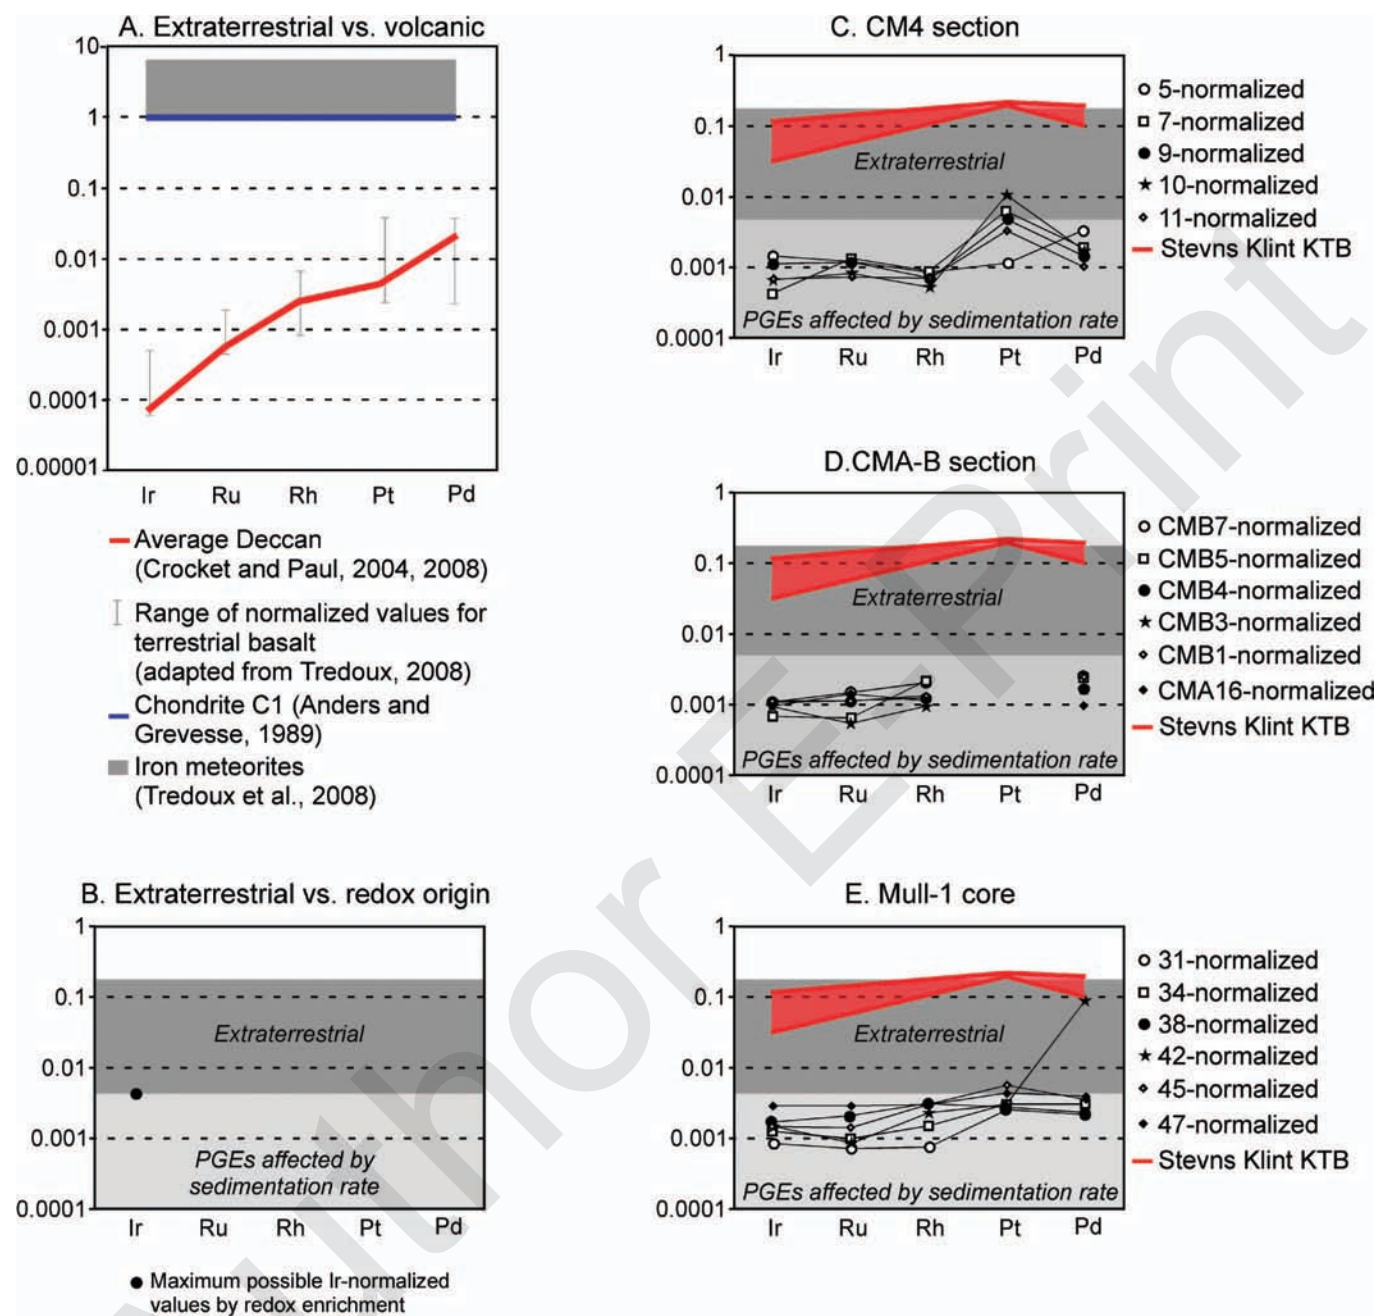 A. Extraterrestrial vs. volcanic
10
1
0.1
0.01
0.001
0.0001
0.00001
Ir Ru Rh Pt Pd
Average Deccan
(Crocket and Paul, 2004, 2008)
Range of normalized values for
terrestrial basalt
(adapted from Tredoux, 2008)
Chondrite C1 (Anders and
Grevesse, 1989)
Iron meteorites
(Tredoux et al., 2008)
B. Extraterrestrial vs. redox origin
1
0.1
Extraterrestrial
0.01
0.001
PGEs affected by
sedimentation rate
0.0001
Ir Ru Rh Pt Pd
Maximum possible Ir-normalized
values by redox enrichment
C. CM4 section
1
0.1
Extraterrestrial
0.01
0.001
PGEs affected by sedimentation rate
0.0001
Ir Ru Rh Pt Pd
5-normalized
7-normalized
9-normalized
10-normalized
11-normalized
Stevns Klint KTB
D.CMA-B section
1
0.1
Extraterrestrial
0.01
0.001
PGEs affected by sedimentation rate
0.0001
Ir Ru Rh Pt Pd
CMB7-normalized
CMB5-normalized
CMB4-normalized
CMB3-normalized
CMB1-normalized
CMA16-normalized
Stevns Klint KTB
E. Mull-1 core
1
0.1
Extraterrestrial
0.01
0.001
PGEs affected by sedimentation rate
0.0001
Ir Ru Rh Pt Pd
31-normalized
34-normalized
38-normalized
42-normalized
45-normalized
47-normalized
Stevns Klint KTB
Author E-Print